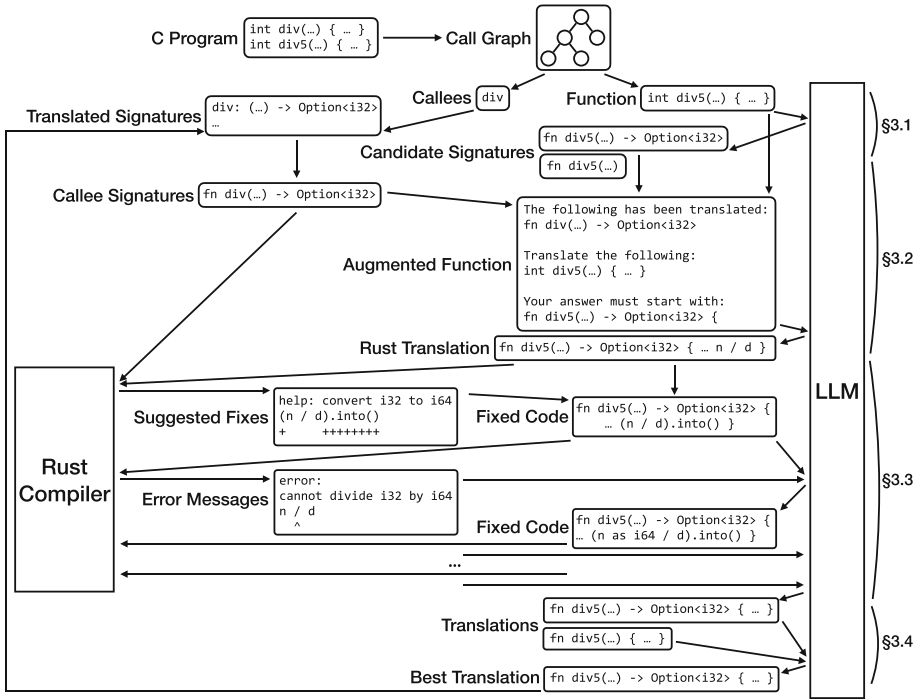 C Program
int div(…) { … }
int div5(…) { … }
Call Graph
Callees
div
Function
int div5(…) { … }
Translated Signatures
div: (…) -> Option<i32>
…
§3.1
Candidate Signatures
fn div5(…) -> Option<i32>
fn div5(…)
Callee Signatures
fn div(…) -> Option<i32>
Augmented Function
The following has been translated:
fn div(…) -> Option<i32>
Translate the following:
int div5(…) { … }
Your answer must start with:
fn div5(…) -> Option<i32> {
§3.2
Rust Translation
fn div5(…) -> Option<i32> { … n / d }
LLM
Suggested Fixes
help: convert i32 to i64
(n / d).into()
+     ++++++++
Fixed Code
fn div5(…) -> Option<i32> {
… (n / d).into() }
Rust
Compiler
Error Messages
error:
cannot divide i32 by i64
n / d
^
§3.3
Fixed Code
fn div5(…) -> Option<i32> {
… (n as i64 / d).into() }
...
Translations
fn div5(…) -> Option<i32> { … }
fn div5(…) { … }
§3.4
Best Translation
fn div5(…) -> Option<i32> { … }